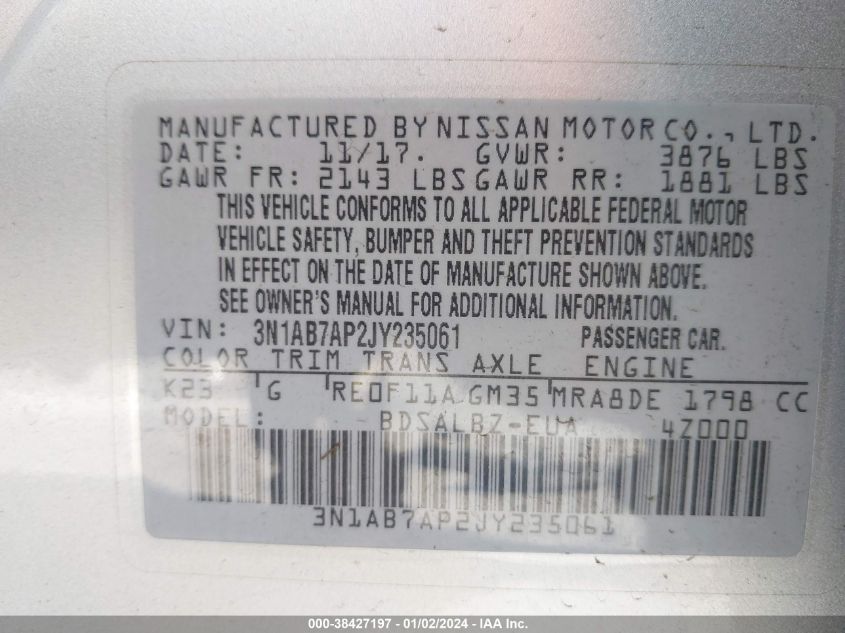 MANUFACTURED BY NISSAN MOTOR CO., LTD.
DATE: 11/17. GVWR: 3876 LBS
GAWR FR: 2143 LBS GAWR RR: 1881 LBS
THIS VEHICLE CONFORMS TO ALL APPLICABLE FEDERAL MOTOR
VEHICLE SAFETY, BUMPER AND THEFT PREVENTION STANDARDS
IN EFFECT ON THE DATE OF MANUFACTURE SHOWN ABOVE.
SEE OWNER'S MANUAL FOR ADDITIONAL INFORMATION.
VIN: 3N1AB7AP2JY235061 PASSENGER CAR.
COLOR TRIM TRANS AXLE ENGINE
K23 G RE0F11A GM35 MRA8DE 1798 CC
MODEL: BDSALBZ-EUA 4Z000
3N1AB7AP2JY235061
000-38427197 - 01/02/2024 - IAA Inc.